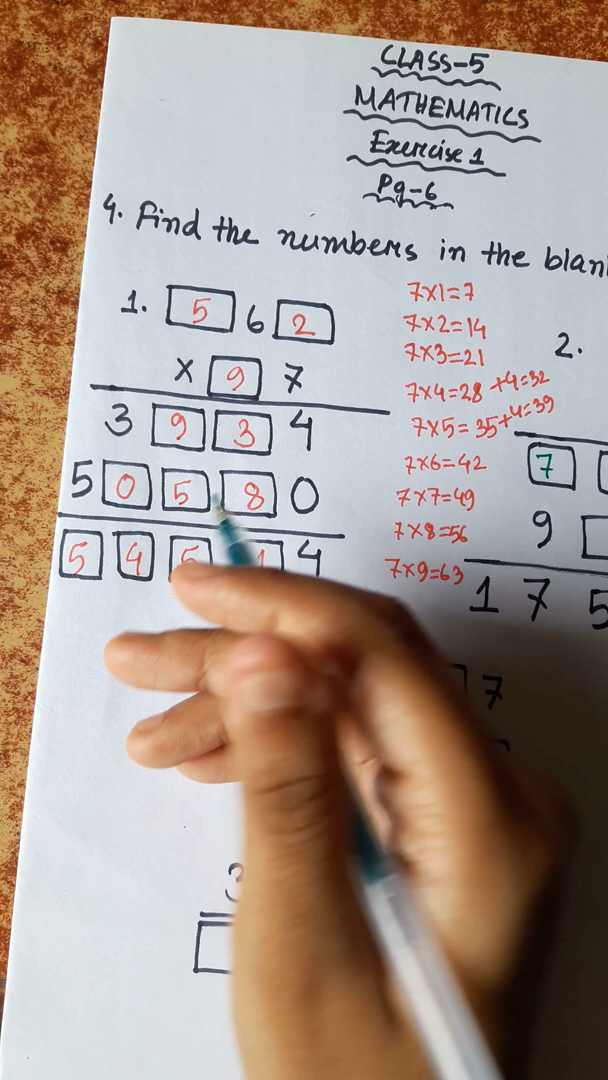 CLASS-5
MATHEMATICS
Exercise 1
Pg-6
4. Find the numbers in the
1. 5 6 2
× 9 7
3 9 3 4
5 0 5 8 0
5 4 5 1 4
7×1=7
7×2=14
7×3=21
7×4=28 +4=32
7×5=35+4=39
7×6=42
7×7=49
7×8=56
7×9=63
2.
7
9
1 7 5
7